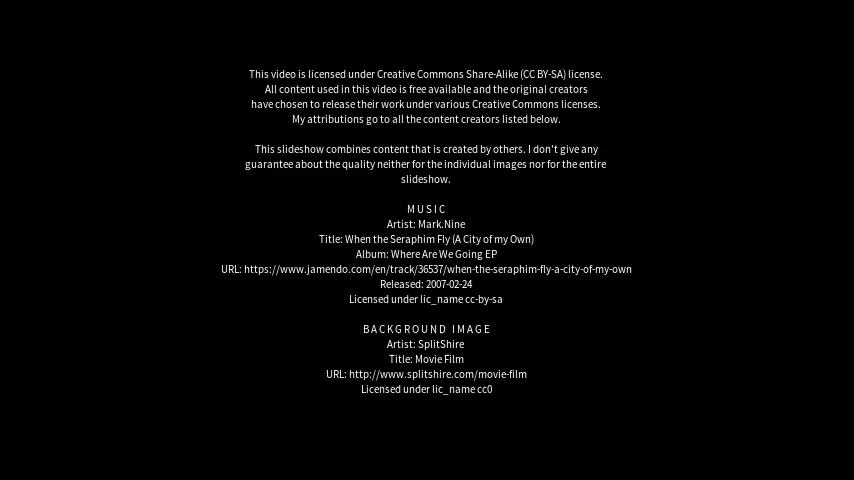 This video is licensed under Creative Commons Share-Alike (CC BY-SA) license.
All content used in this video is free available and the original creators
have chosen to release their work under various Creative Commons licenses.
My attributions go to all the content creators listed below.
This slideshow combines content that is created by others. I don't give any
guarantee about the quality neither for the individual images nor for the entire
slideshow.
MUSIC
Artist: Mark.Nine
Title: When the Seraphim Fly (A City of my Own)
Album: Where Are We Going EP
URL: https://www.jamendo.com/en/track/36537/when-the-seraphim-fly-a-city-of-my-own
Released: 2007-02-24
Licensed under lic_name cc-by-sa
BACKGROUND IMAGE
Artist: SplitShire
Title: Movie Film
URL: http://www.splitshire.com/movie-film
Licensed under lic_name cc0